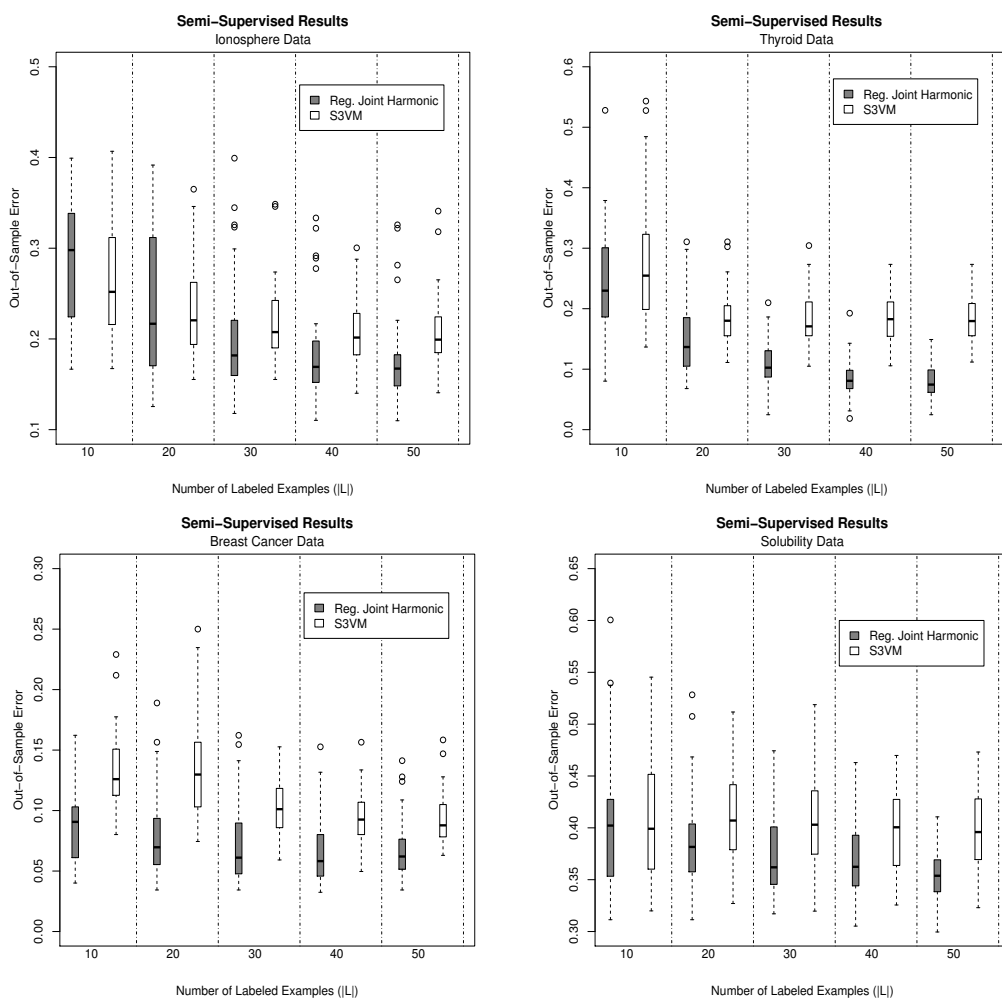 Semi−Supervised Results
Ionosphere Data
Out−of−Sample Error
0.5
0.4
0.3
0.2
0.1
Reg. Joint Harmonic
S3VM
10 20 30 40 50
Number of Labeled Examples (|L|)
Semi−Supervised Results
Thyroid Data
Out−of−Sample Error
0.6
0.5
0.4
0.3
0.2
0.1
0.0
Reg. Joint Harmonic
S3VM
10 20 30 40 50
Number of Labeled Examples (|L|)
Semi−Supervised Results
Breast Cancer Data
Out−of−Sample Error
0.30
0.25
0.20
0.15
0.10
0.05
0.00
Reg. Joint Harmonic
S3VM
10 20 30 40 50
Number of Labeled Examples (|L|)
Semi−Supervised Results
Solubility Data
Out−of−Sample Error
0.65
0.60
0.55
0.50
0.45
0.40
0.35
0.30
Reg. Joint Harmonic
S3VM
10 20 30 40 50
Number of Labeled Examples (|L|)